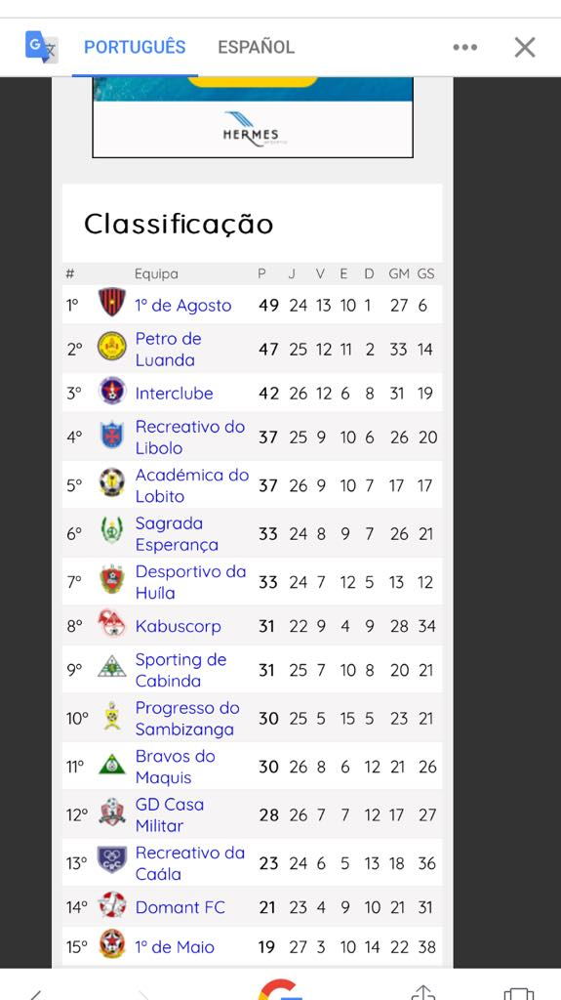 PORTUGUÊS ESPAÑOL
HERMES
Classificação
# Equipa P J V E D GM GS
1º 1º de Agosto 49 24 13 10 1 27 6
2º Petro de Luanda 47 25 12 11 2 33 14
3º Interclube 42 26 12 6 8 31 19
4º Recreativo do Libolo 37 25 9 10 6 26 20
5º Académica do Lobito 37 26 9 10 7 17 17
6º Sagrada Esperança 33 24 8 9 7 26 21
7º Desportivo da Huíla 33 24 7 12 5 13 12
8º Kabuscorp 31 22 9 4 9 28 34
9º Sporting de Cabinda 31 25 7 10 8 20 21
10º Progresso do Sambizanga 30 25 5 15 5 23 21
11º Bravos do Maquis 30 26 8 6 12 21 26
12º GD Casa Militar 28 26 7 7 12 17 27
13º Recreativo da Caála 23 24 6 5 13 18 36
14º Domant FC 21 23 4 9 10 21 31
15º 1º de Maio 19 27 3 10 14 22 38